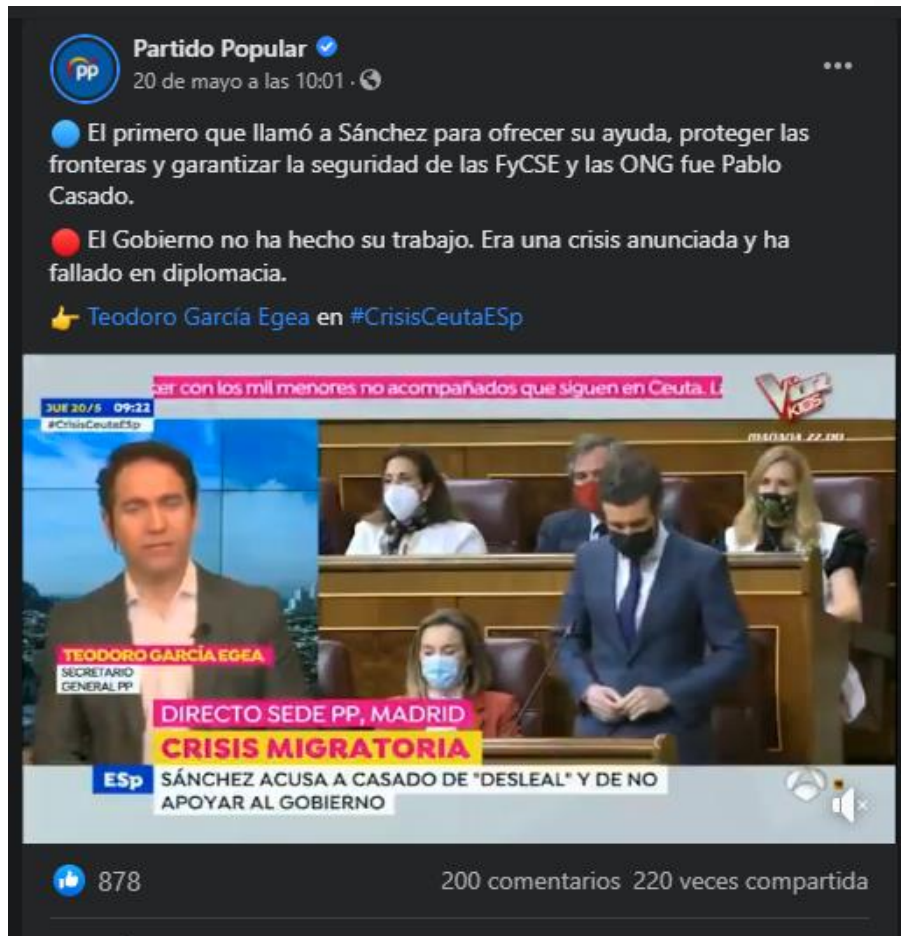 Partido Popular
20 de mayo a las 10:01 ·
PP
El primero que llamó a Sánchez para ofrecer su ayuda, proteger las
fronteras y garantizar la seguridad de las FyCSE y las ONG fue Pablo
Casado.
El Gobierno no ha hecho su trabajo. Era una crisis anunciada y ha
fallado en diplomacia.
Teodoro García Egea en #CrisisCeutaESp
cer con los mil menores no acompañados que siguen en Ceuta. L
JUE 20/5 09:22
#CrisisCeutaESp
KIDS
MAÑANA 22.00
TEODORO GARCÍA EGEA
SECRETARIO
GENERAL PP
DIRECTO SEDE PP, MADRID
CRISIS MIGRATORIA
ESp
SÁNCHEZ ACUSA A CASADO DE "DESLEAL" Y DE NO
APOYAR AL GOBIERNO
878
200 comentarios 220 veces compartida